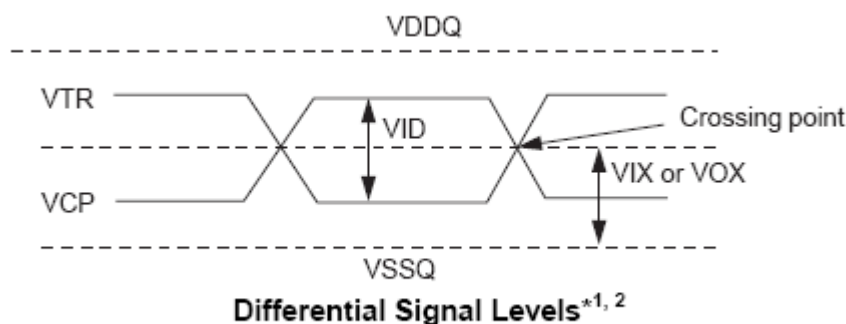 VDDQ
VTR
VID
Crossing point
VIX or VOX
VCP
VSSQ
Differential Signal Levels*1, 2